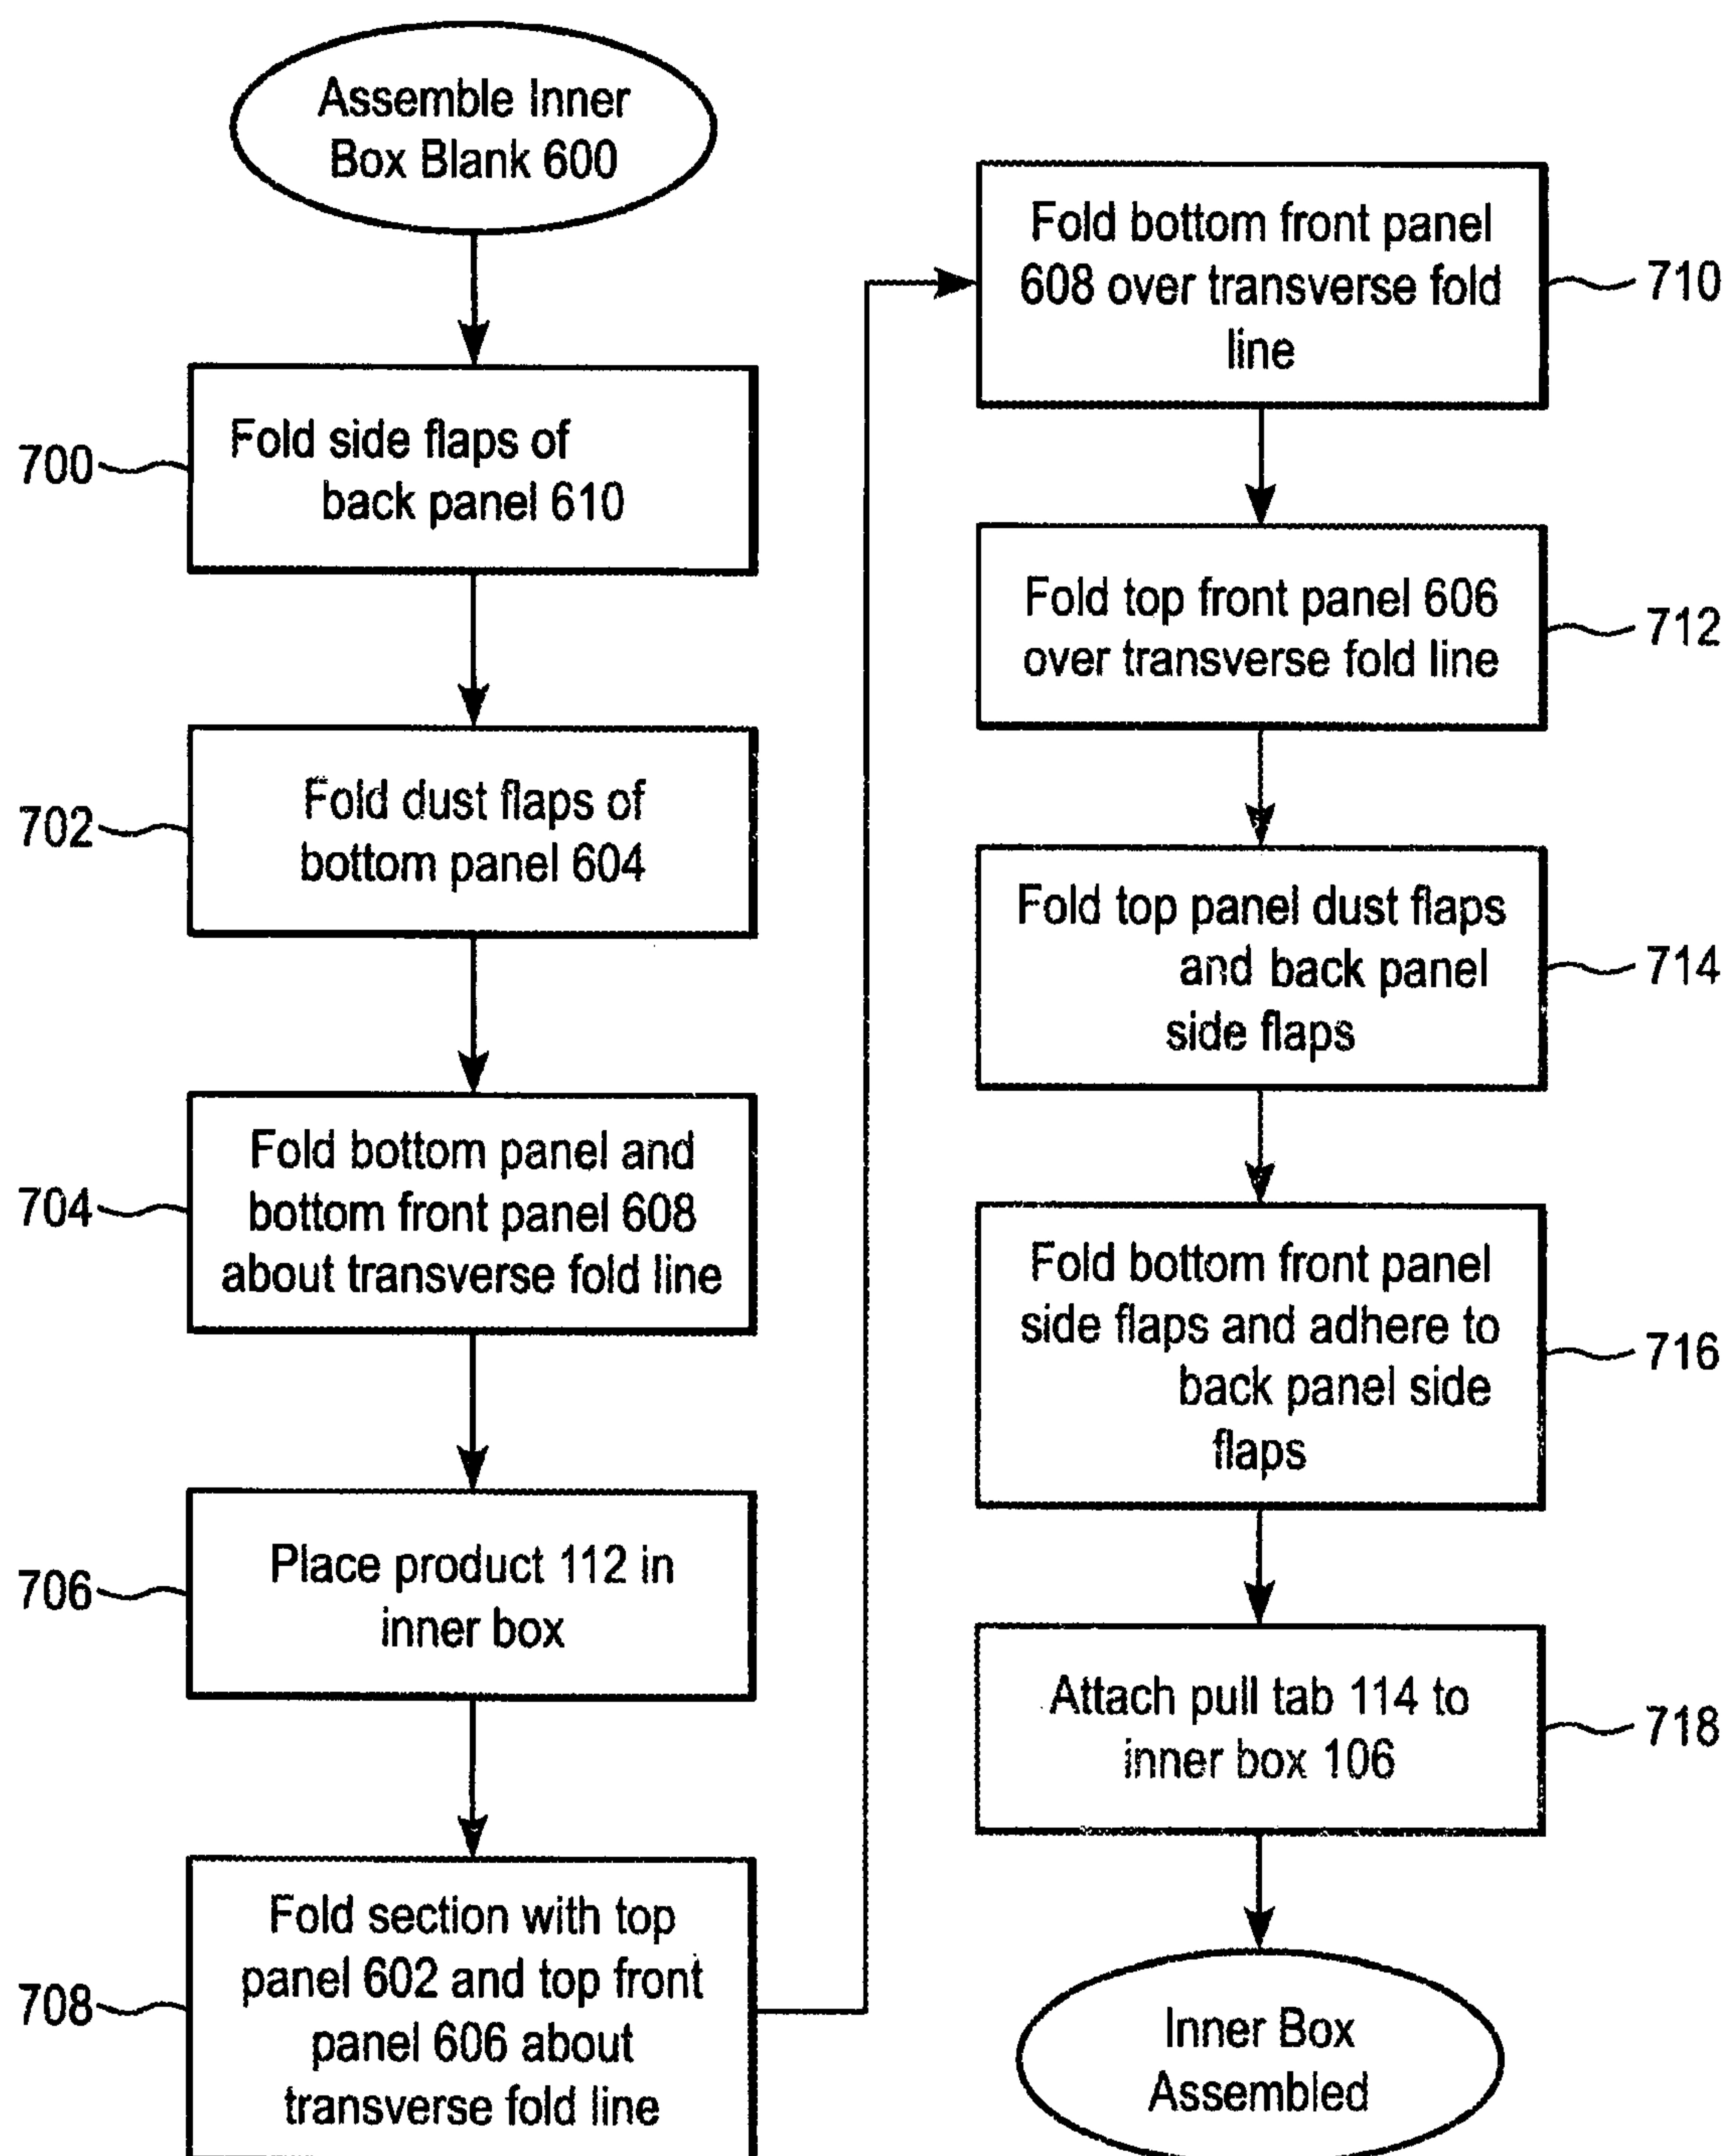 Assemble Inner
Box Blank 600
700
Fold side flaps of
back panel 610
702
Fold dust flaps of
bottom panel 604
704
Fold bottom panel and
bottom front panel 608
about transverse fold line
706
Place product 112 in
inner box
708
Fold section with top
panel 602 and top front
panel 606 about
transverse fold line
Fold bottom front panel
608 over transverse fold
line
710
Fold top front panel 606
over transverse fold line
712
Fold top panel dust flaps
and back panel
side flaps
714
Fold bottom front panel
side flaps and adhere to
back panel side
flaps
716
Attach pull tab 114 to
inner box 106
718
Inner Box
Assembled